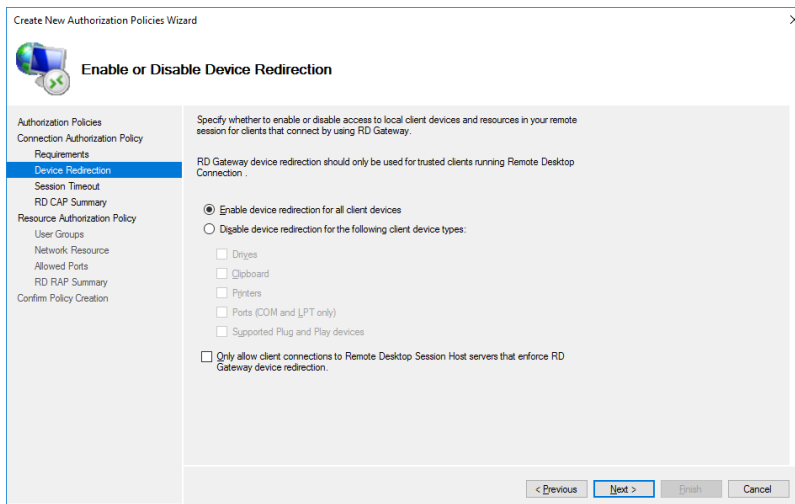 Create New Authorization Policies Wizard
Enable or Disable Device Redirection
Authorization Policies
Connection Authorization Policy
Requirements
Device Redirection
Session Timeout
RD CAP Summary
Resource Authorization Policy
User Groups
Network Resource
Allowed Ports
RD RAP Summary
Confirm Policy Creation
Specify whether to enable or disable access to local client devices and resources in your remote
session for clients that connect by using RD Gateway.
RD Gateway device redirection should only be used for trusted clients running Remote Desktop
Connection .
Enable device redirection for all client devices
Disable device redirection for the following client device types:
Drives
Clipboard
Printers
Ports (COM and LPT only)
Supported Plug and Play devices
Only allow client connections to Remote Desktop Session Host servers that enforce RD
Gateway device redirection.
< Previous
Next >
Finish
Cancel